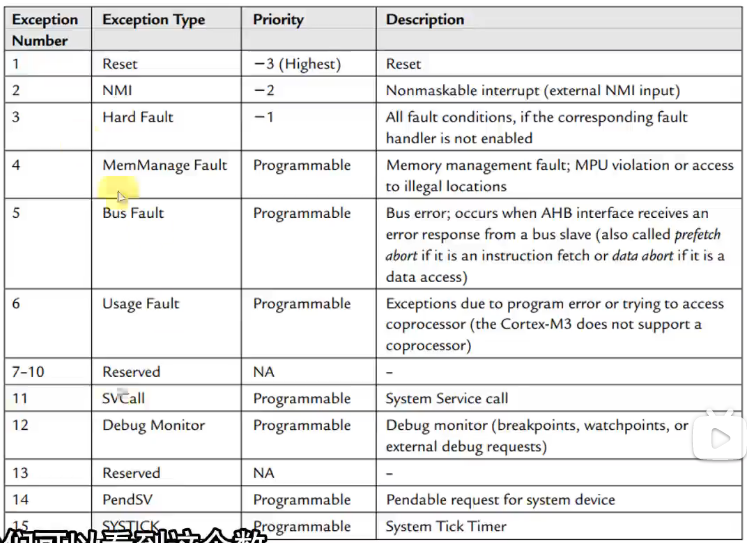 Exception Number Exception Type Priority Description
1 Reset −3 (Highest) Reset
2 NMI −2 Nonmaskable interrupt (external NMI input)
3 Hard Fault −1 All fault conditions, if the corresponding fault
handler is not enabled
4 MemManage Fault Programmable Memory management fault; MPU violation or access
to illegal locations
5 Bus Fault Programmable Bus error; occurs when AHB interface receives an
error response from a bus slave (also called prefetch
abort if it is an instruction fetch or data abort if it is a
data access)
6 Usage Fault Programmable Exceptions due to program error or trying to access
coprocessor (the Cortex-M3 does not support a
coprocessor)
7–10 Reserved NA –
11 SVCall Programmable System Service call
12 Debug Monitor Programmable Debug monitor (breakpoints, watchpoints, or
external debug requests)
13 Reserved NA –
14 PendSV Programmable Pendable request for system device
15 SYSTICK Programmable System Tick Timer
可以看到这个数